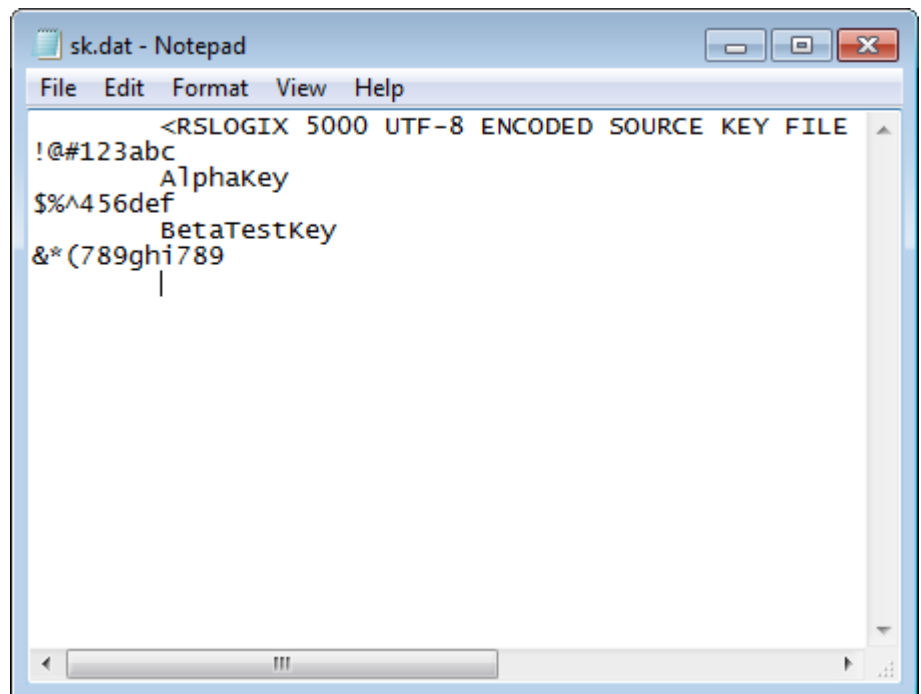 sk.dat - Notepad
File Edit Format View Help
<RSLOGIX 5000 UTF-8 ENCODED SOURCE KEY FILE
!@#123abc
AlphaKey
$%^456def
BetaTestKey
&*(789ghi789